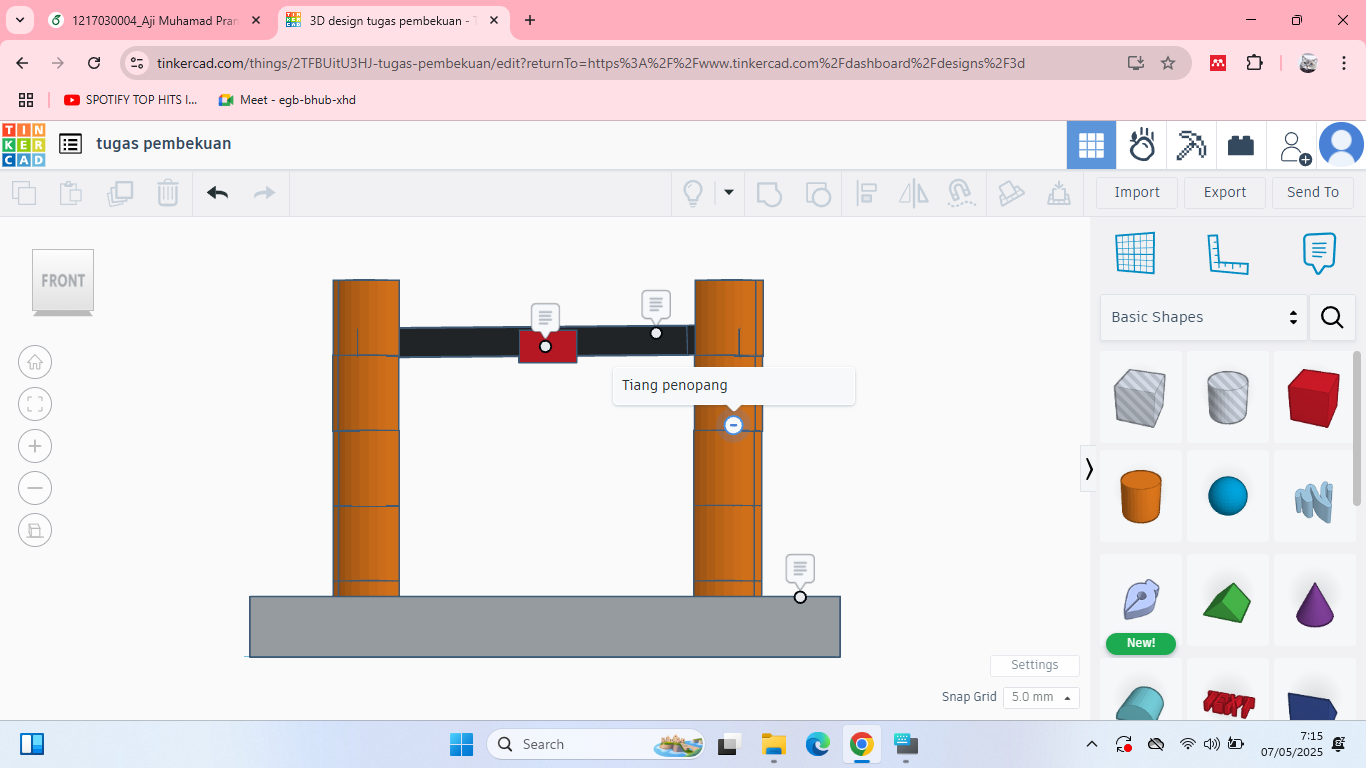 1217030004_Aji Muhamad Pran
3D design tugas pembekuan - T
tinkercad.com/things/2TFBUitU3HJ-tugas-pembekuan/edit?returnTo=https%3A%2F%2Fwww.tinkercad.com%2Fdashboard%2Fdesigns%2F3d
SPOTIFY TOP HITS I...
Meet - egb-bhub-xhd
TIN
KER
CAD
tugas pembekuan
Import
Export
Send To
FRONT
Basic Shapes
Tiang penopang
New!
TEXT
Settings
Snap Grid
5.0 mm
Search
7:15
07/05/2025